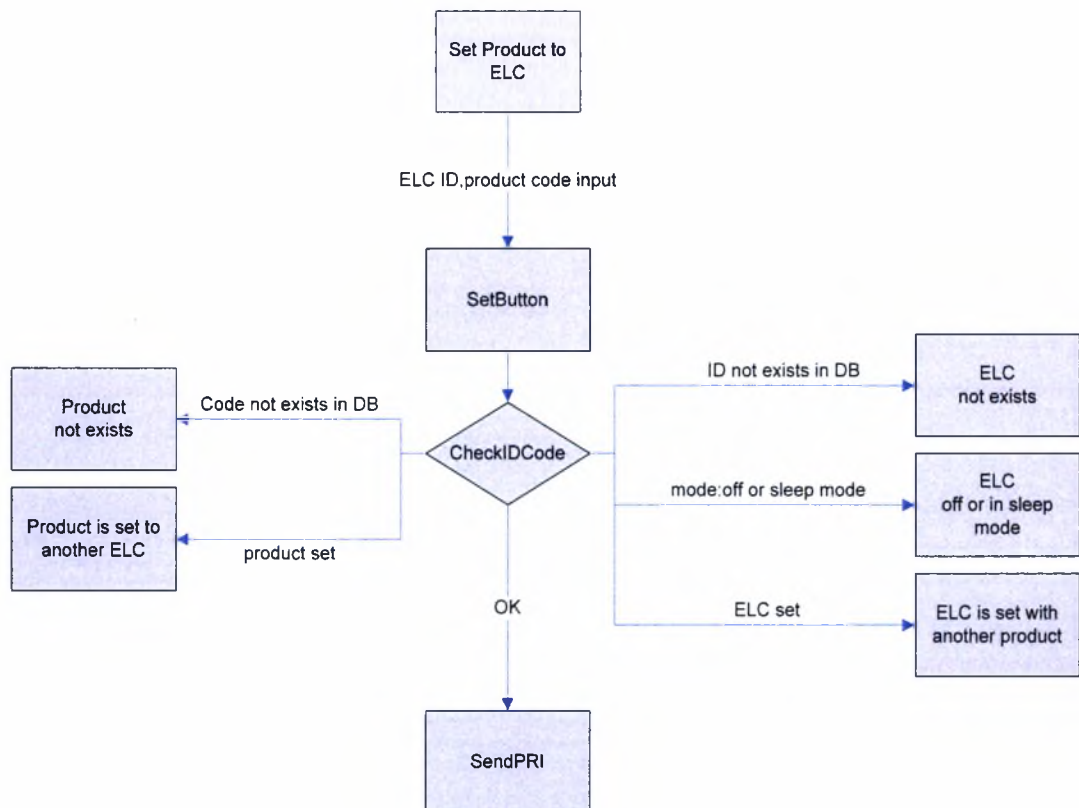 Set Product to
ELC
ELC ID,product code input
SetButton
ID not exists in DB
ELC
not exists
Code not exists in DB
Product
not exists
CheckIDCode
mode:off or sleep mode
ELC
off or in sleep
mode
Product is set to
another ELC
product set
OK
ELC set
ELC is set with
another product
SendPRI